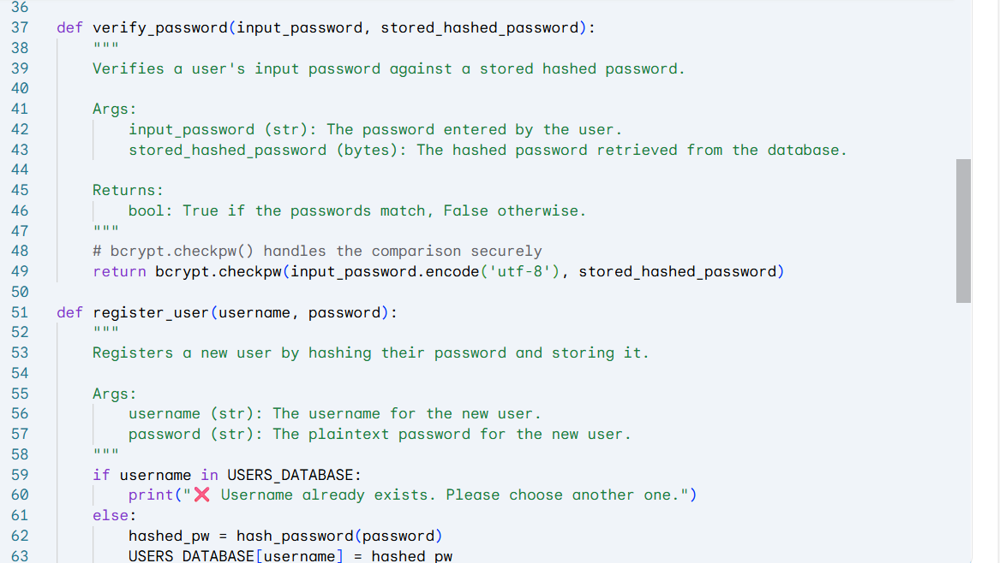 36
37 def verify_password(input_password, stored_hashed_password):
38     """
39     Verifies a user's input password against a stored hashed password.
40
41     Args:
42         input_password (str): The password entered by the user.
43         stored_hashed_password (bytes): The hashed password retrieved from the database.
44
45     Returns:
46         bool: True if the passwords match, False otherwise.
47     """
48     # bcrypt.checkpw() handles the comparison securely
49     return bcrypt.checkpw(input_password.encode('utf-8'), stored_hashed_password)
50
51 def register_user(username, password):
52     """
53     Registers a new user by hashing their password and storing it.
54
55     Args:
56         username (str): The username for the new user.
57         password (str): The plaintext password for the new user.
58     """
59     if username in USERS_DATABASE:
60         print("❌ Username already exists. Please choose another one.")
61     else:
62         hashed_pw = hash_password(password)
63         USERS_DATABASE[username] = hashed_pw